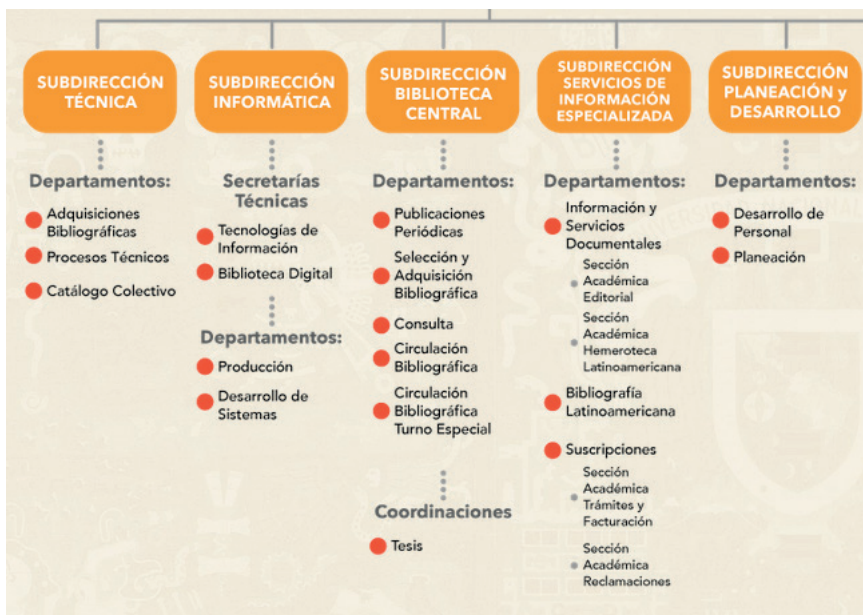 SUBDIRECCIÓN
TÉCNICA
Departamentos:
Adquisiciones
Bibliográficas
Procesos Técnicos
Catálogo Colectivo
SUBDIRECCIÓN
INFORMÁTICA
Secretarías
Técnicas
Tecnologías de
Información
Biblioteca Digital
Departamentos:
Producción
Desarrollo de
Sistemas
SUBDIRECCIÓN
BIBLIOTECA
CENTRAL
Departamentos:
Publicaciones
Periódicas
Selección y
Adquisición
Bibliográfica
Consulta
Circulación
Bibliográfica
Circulación
Bibliográfica
Turno Especial
Coordinaciones
Tesis
SUBDIRECCIÓN
SERVICIOS DE
INFORMACIÓN
ESPECIALIZADA
Departamentos:
Información y
Servicios
Documentales
Sección
Académica
Editorial
Sección
Académica
Hemeroteca
Latinoamericana
Bibliografía
Latinoamericana
Suscripciones
Sección
Académica
Trámites y
Facturación
Sección
Académica
Reclamaciones
SUBDIRECCIÓN
PLANEACIÓN y
DESARROLLO
Departamentos:
Desarrollo de
Personal
Planeación